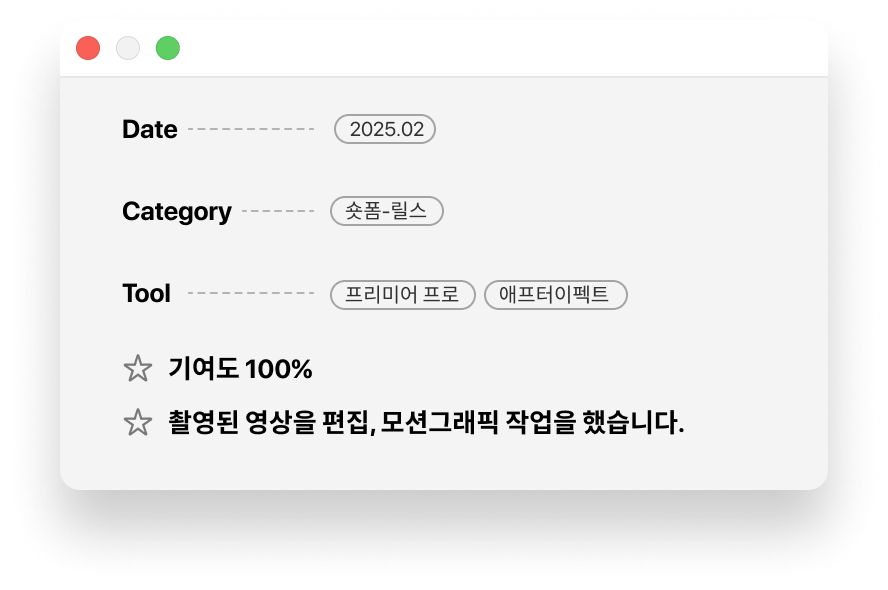 Date 2025.02
Category 숏폼-릴스
Tool 프리미어 프로 애프터이펙트
기여도 100%
촬영된 영상을 편집, 모션그래픽 작업을 했습니다.